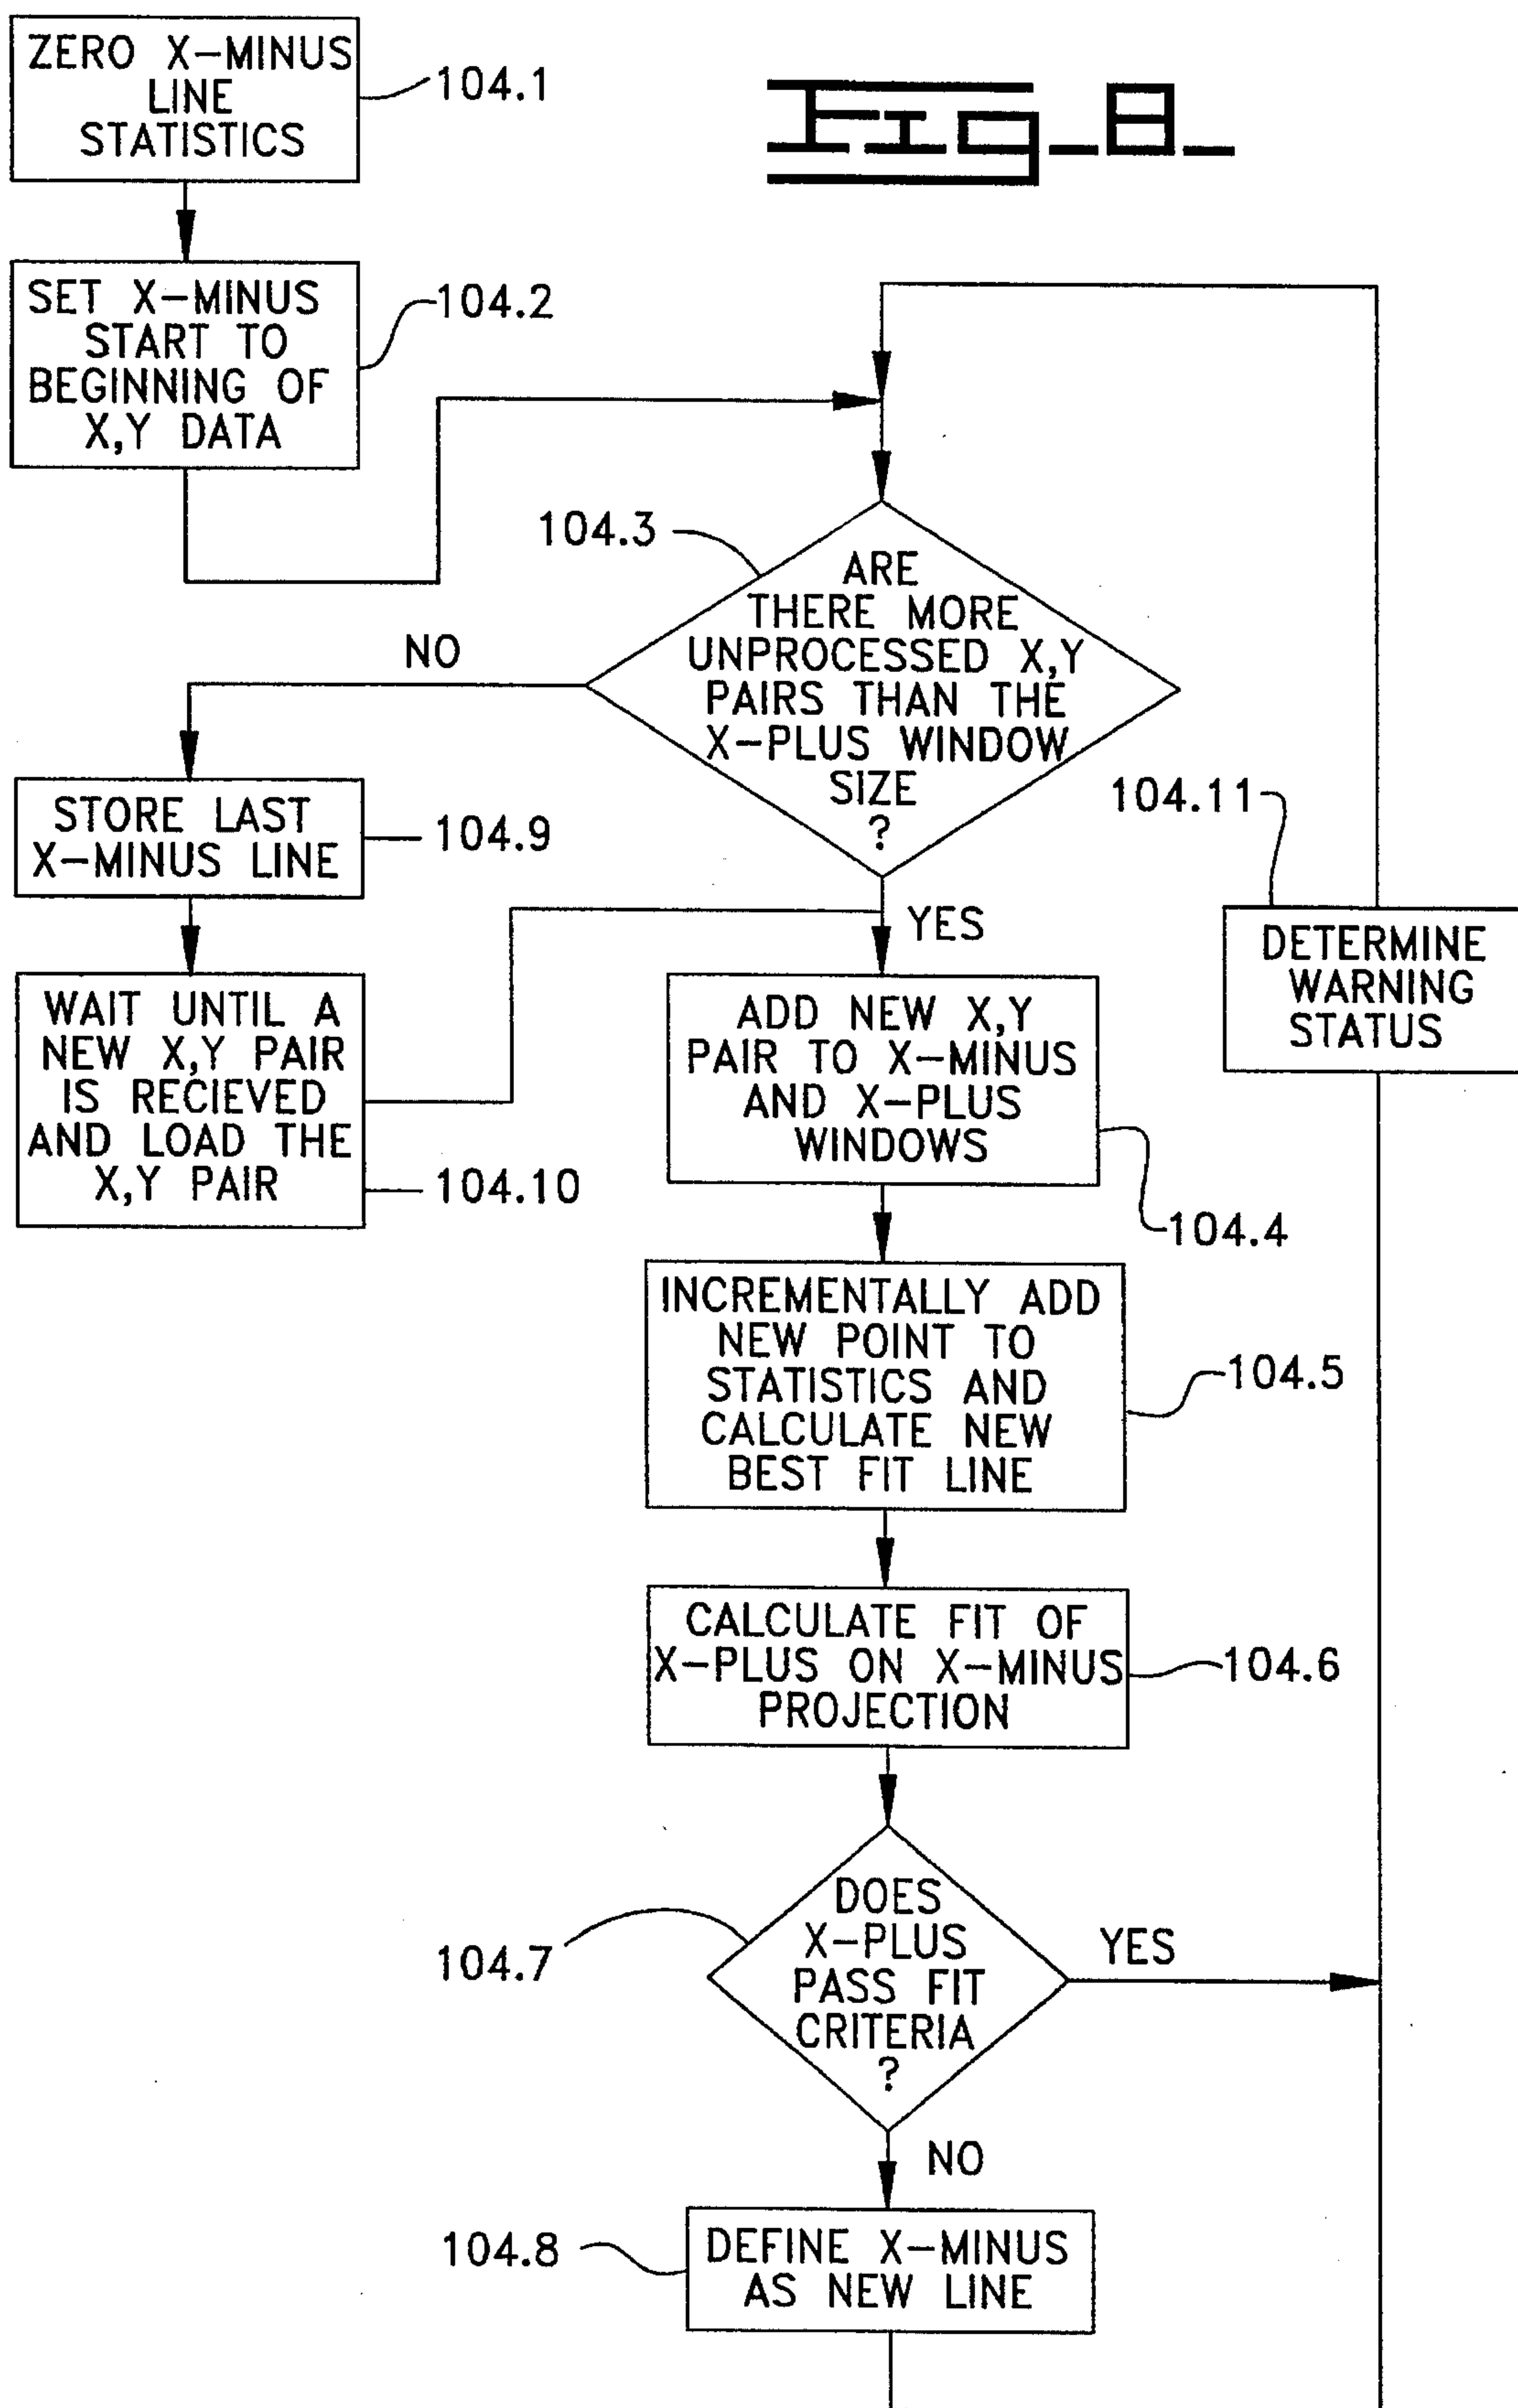 ZERO X-MINUS
LINE
STATISTICS
104.1
Fig_8_
SET X-MINUS
START TO
BEGINNING OF
X,Y DATA
104.2
104.3
ARE
THERE MORE
UNPROCESSED X,Y
PAIRS THAN THE
X-PLUS WINDOW
SIZE
?
NO
STORE LAST
X-MINUS LINE
104.9
104.11
DETERMINE
WARNING
STATUS
YES
WAIT UNTIL A
NEW X,Y PAIR
IS RECIEVED
AND LOAD THE
X,Y PAIR
104.10
ADD NEW X,Y
PAIR TO X-MINUS
AND X-PLUS
WINDOWS
104.4
INCREMENTALLY ADD
NEW POINT TO
STATISTICS AND
CALCULATE NEW
BEST FIT LINE
104.5
CALCULATE FIT OF
X-PLUS ON X-MINUS
PROJECTION
104.6
DOES
X-PLUS
PASS FIT
CRITERIA
?
104.7
YES
NO
104.8
DEFINE X-MINUS
AS NEW LINE